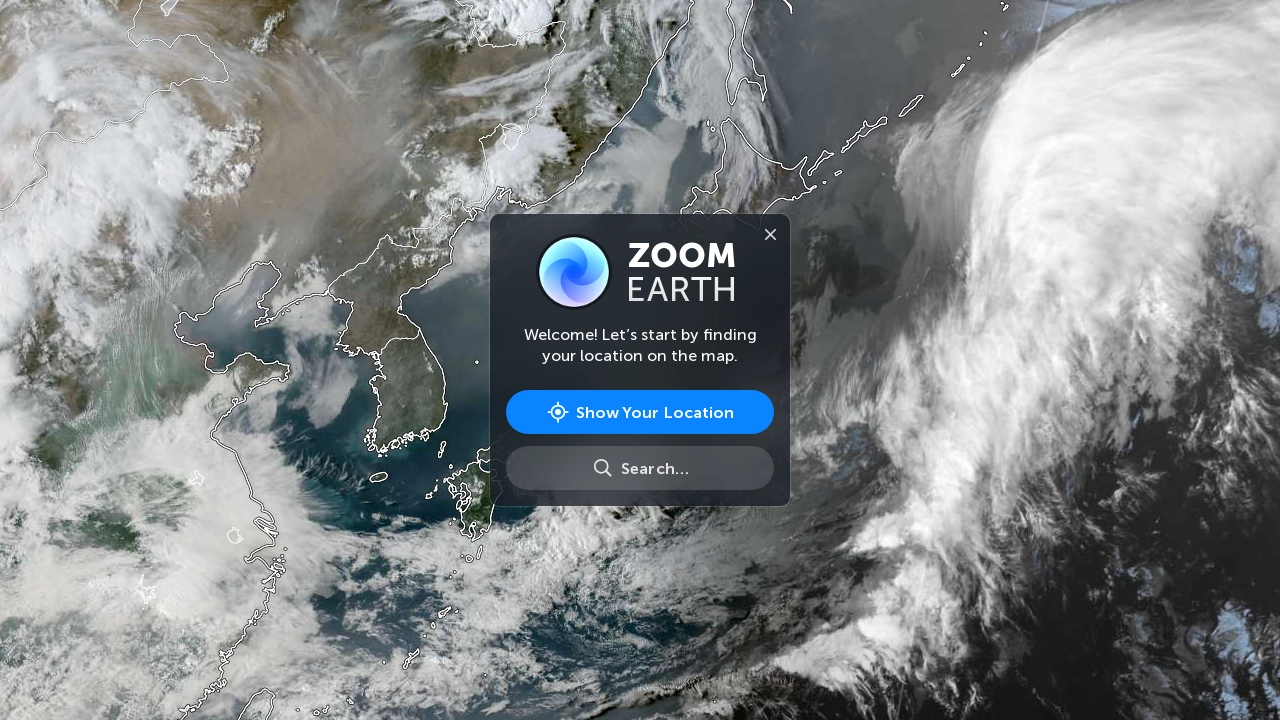 ZOOM
EARTH
Welcome! Let’s start by finding
your location on the map.
Show Your Location
Search…